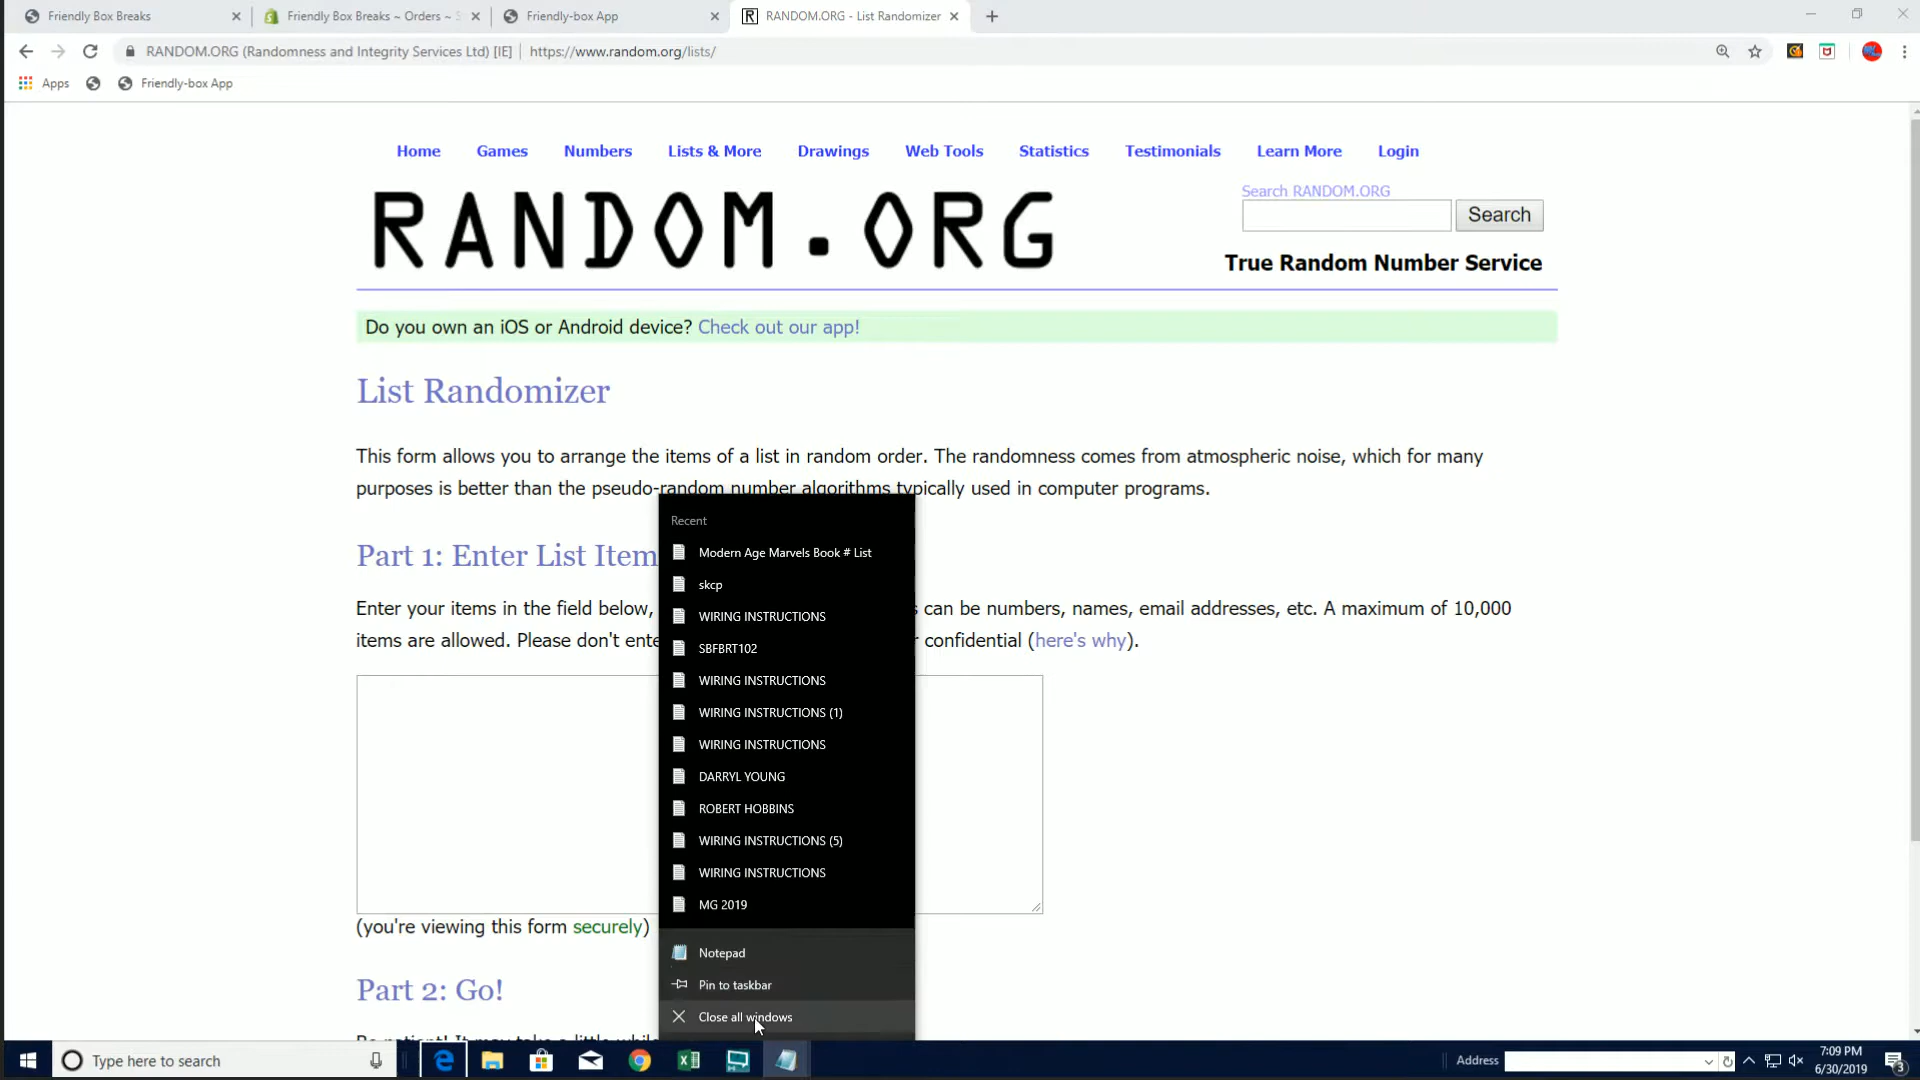 Friendly Box Breaks
Friendly Box Breaks ~ Orders ~ S
Friendly-box App
RANDOM.ORG - List Randomizer
RANDOM.ORG (Randomness and Integrity Services Ltd) [IE] | https://www.random.org/lists/
Apps
Friendly-box App
Home Games Numbers Lists & More Drawings Web Tools Statistics Testimonials Learn More Login
RANDOM.ORG
Search RANDOM.ORG
Search
True Random Number Service
Do you own an iOS or Android device? Check out our app!
List Randomizer
This form allows you to arrange the items of a list in random order. The randomness comes from atmospheric noise, which for many
purposes is better than the pseudo-random number algorithms typically used in computer programs.
Part 1: Enter List Item
Enter your items in the field below, s can be numbers, names, email addresses, etc. A maximum of 10,000
items are allowed. Please don't ente r confidential (here's why).
(you're viewing this form securely)
Part 2: Go!
Be patient! It may take a little while
Recent
Modern Age Marvels Book # List
skcp
WIRING INSTRUCTIONS
SBFBRT102
WIRING INSTRUCTIONS
WIRING INSTRUCTIONS (1)
WIRING INSTRUCTIONS
DARRYL YOUNG
ROBERT HOBBINS
WIRING INSTRUCTIONS (5)
WIRING INSTRUCTIONS
MG 2019
Notepad
Pin to taskbar
Close all windows
Type here to search
Address
7:09 PM
6/30/2019
3